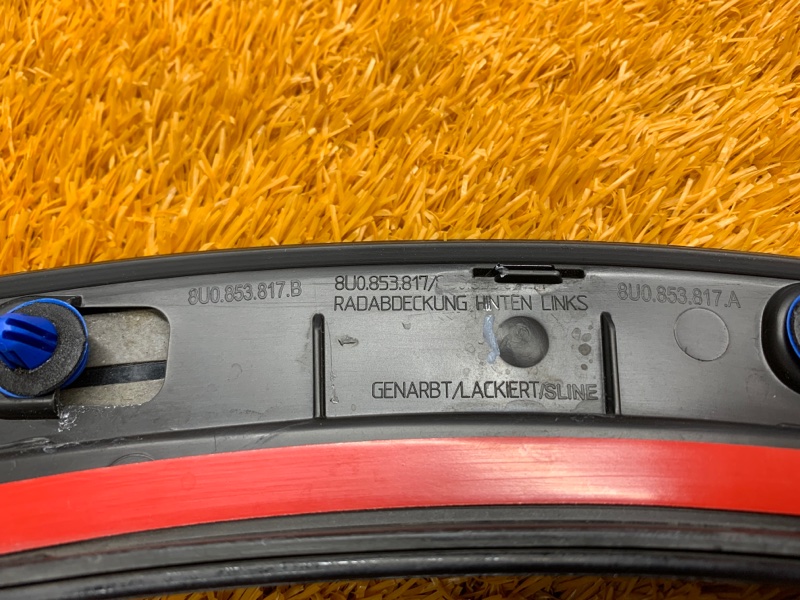 8U0.853.817.B
8U0.853.817/
RADABDECKUNG HINTEN LINKS
8U0.853.817.A
GENARBT/LACKIERT/SLINE